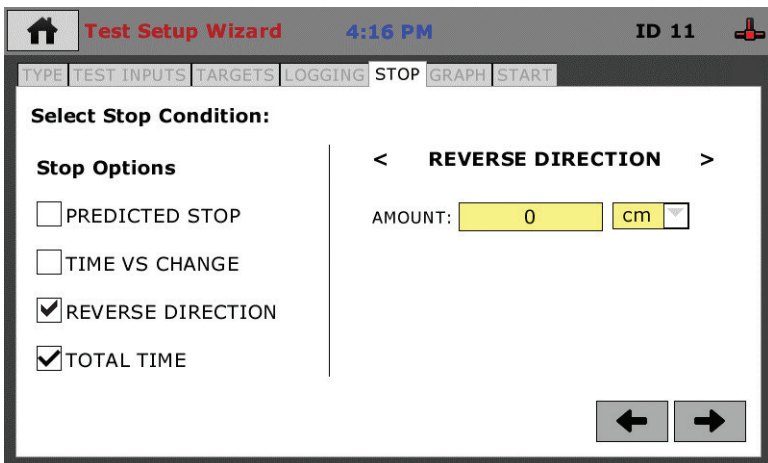 Test Setup Wizard 4:16 PM ID 11
TYPE TEST INPUTS TARGETS LOGGING STOP GRAPH START
Select Stop Condition:
Stop Options
PREDICTED STOP
TIME VS CHANGE
REVERSE DIRECTION
TOTAL TIME
< REVERSE DIRECTION >
AMOUNT: 0 cm